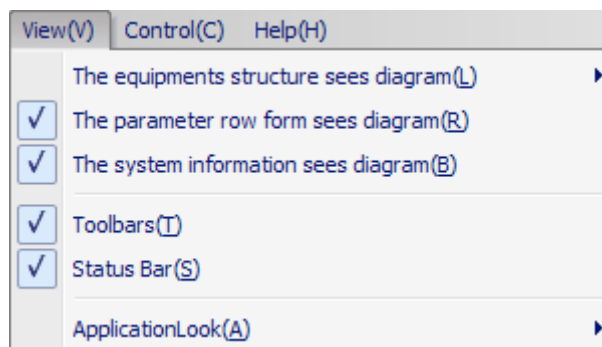 View(V) Control(C) Help(H)
The equipments structure sees diagram(L)
The parameter row form sees diagram(R)
The system information sees diagram(B)
Toolbars(T)
Status Bar(S)
ApplicationLook(A)